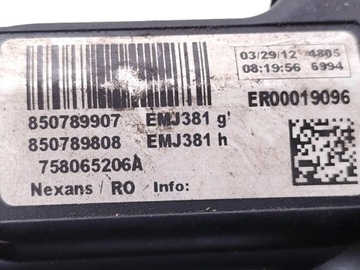 03/29/12 4805
08:19:56 6994
ER00019096
850789907 EMJ381 g'
850789808 EMJ381 h
758065206A
Nexans / RO Info: